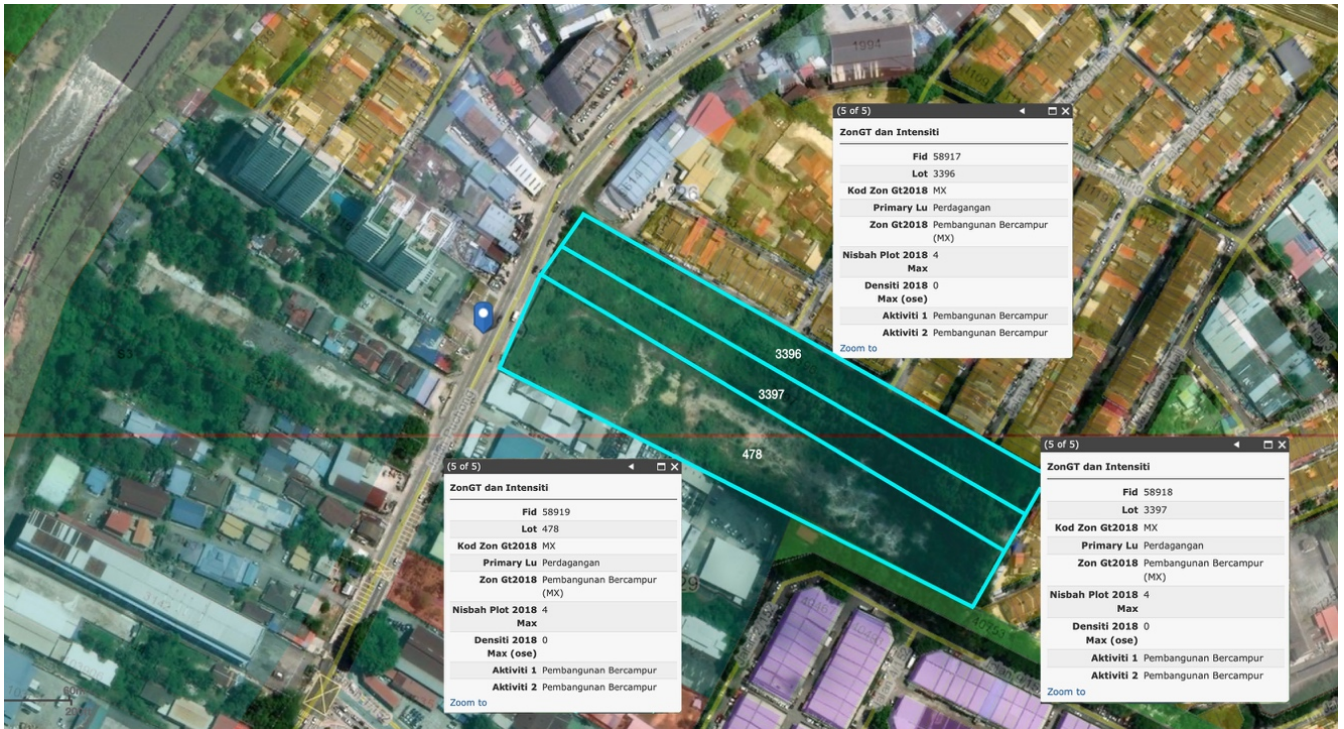 1994
(5 of 5)
ZonGT dan Intensiti
Fid 58917
Lot 3396
Kod Zon Gt2018 MX
Primary Lu Perdagangan
Zon Gt2018 Pembangunan Bercampur
(MX)
Nisbah Plot 2018 4
Max
Densiti 2018 0
Max (ose)
Aktiviti 1 Pembangunan Bercampur
Aktiviti 2 Pembangunan Bercampur
Zoom to
3396
3397
478
63
(5 of 5)
ZonGT dan Intensiti
Fid 58919
Lot 478
Kod Zon Gt2018 MX
Primary Lu Perdagangan
Zon Gt2018 Pembangunan Bercampur
(MX)
Nisbah Plot 2018 4
Max
Densiti 2018 0
Max (ose)
Aktiviti 1 Pembangunan Bercampur
Aktiviti 2 Pembangunan Bercampur
Zoom to
(5 of 5)
ZonGT dan Intensiti
Fid 58918
Lot 3397
Kod Zon Gt2018 MX
Primary Lu Perdagangan
Zon Gt2018 Pembangunan Bercampur
(MX)
Nisbah Plot 2018 4
Max
Densiti 2018 0
Max (ose)
Aktiviti 1 Pembangunan Bercampur
Aktiviti 2 Pembangunan Bercampur
Zoom to